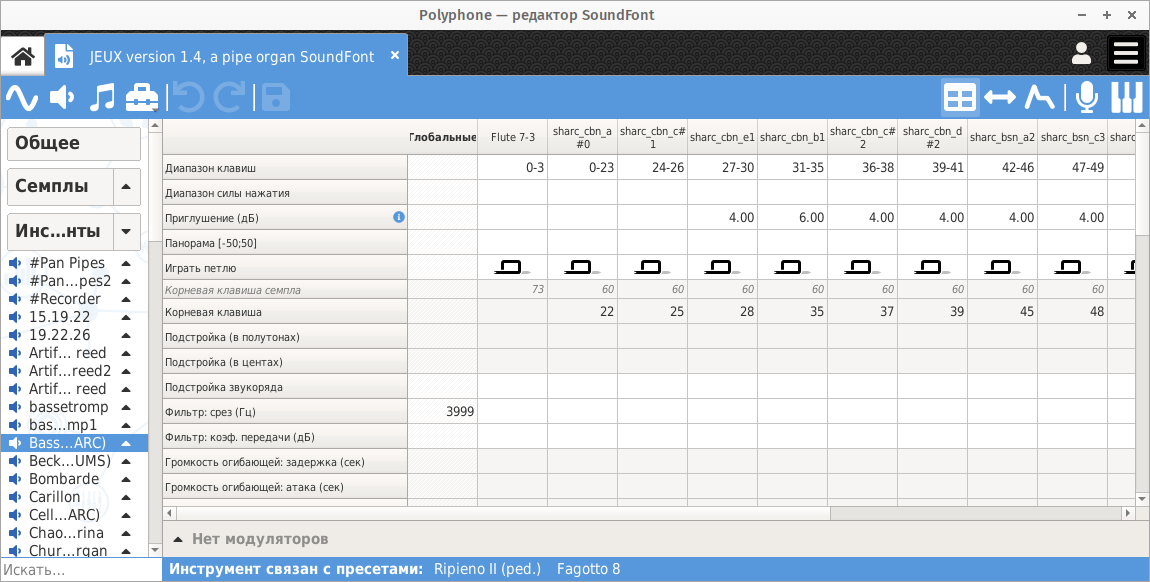 Polyphone — редактор SoundFont
JEUX version 1.4, a pipe organ SoundFont
Общее
Семплы
Инс...нты
#Pan Pipes
#Pan...pes2
#Recorder
15.19.22
19.22.26
Artif... reed
Artif...reed2
Artif... reed
bassetromp
bas...mp1
Bass...ARC)
Beck...UMS)
Bombarde
Carillon
Cell...ARC)
Chao...rina
Chur...rgan
Искать...
Глобальные Flute 7-3 sharc_cbn_a #0 sharc_cbn_c# 1 sharc_cbn_e1 sharc_cbn_b1 sharc_cbn_c# 2 sharc_cbn_d #2 sharc_bsn_a2 sharc_bsn_c3 sharc
Диапазон клавиш 0-3 0-23 24-26 27-30 31-35 36-38 39-41 42-46 47-49
Диапазон силы нажатия
Приглушение (дБ) 4.00 6.00 4.00 4.00 4.00 4.00
Панорама [-50;50]
Играть петлю
Корневая клавиша семпла 73 60 60 60 60 60 60 60 60
Корневая клавиша 22 25 28 35 37 39 45 48
Подстройка (в полутонах)
Подстройка (в центах)
Подстройка звукоряда
Фильтр: срез (Гц) 3999
Фильтр: коэф. передачи (дБ)
Громкость огибающей: задержка (сек)
Громкость огибающей: атака (сек)
Нет модуляторов
Инструмент связан с пресетами: Ripieno II (ped.) Fagotto 8